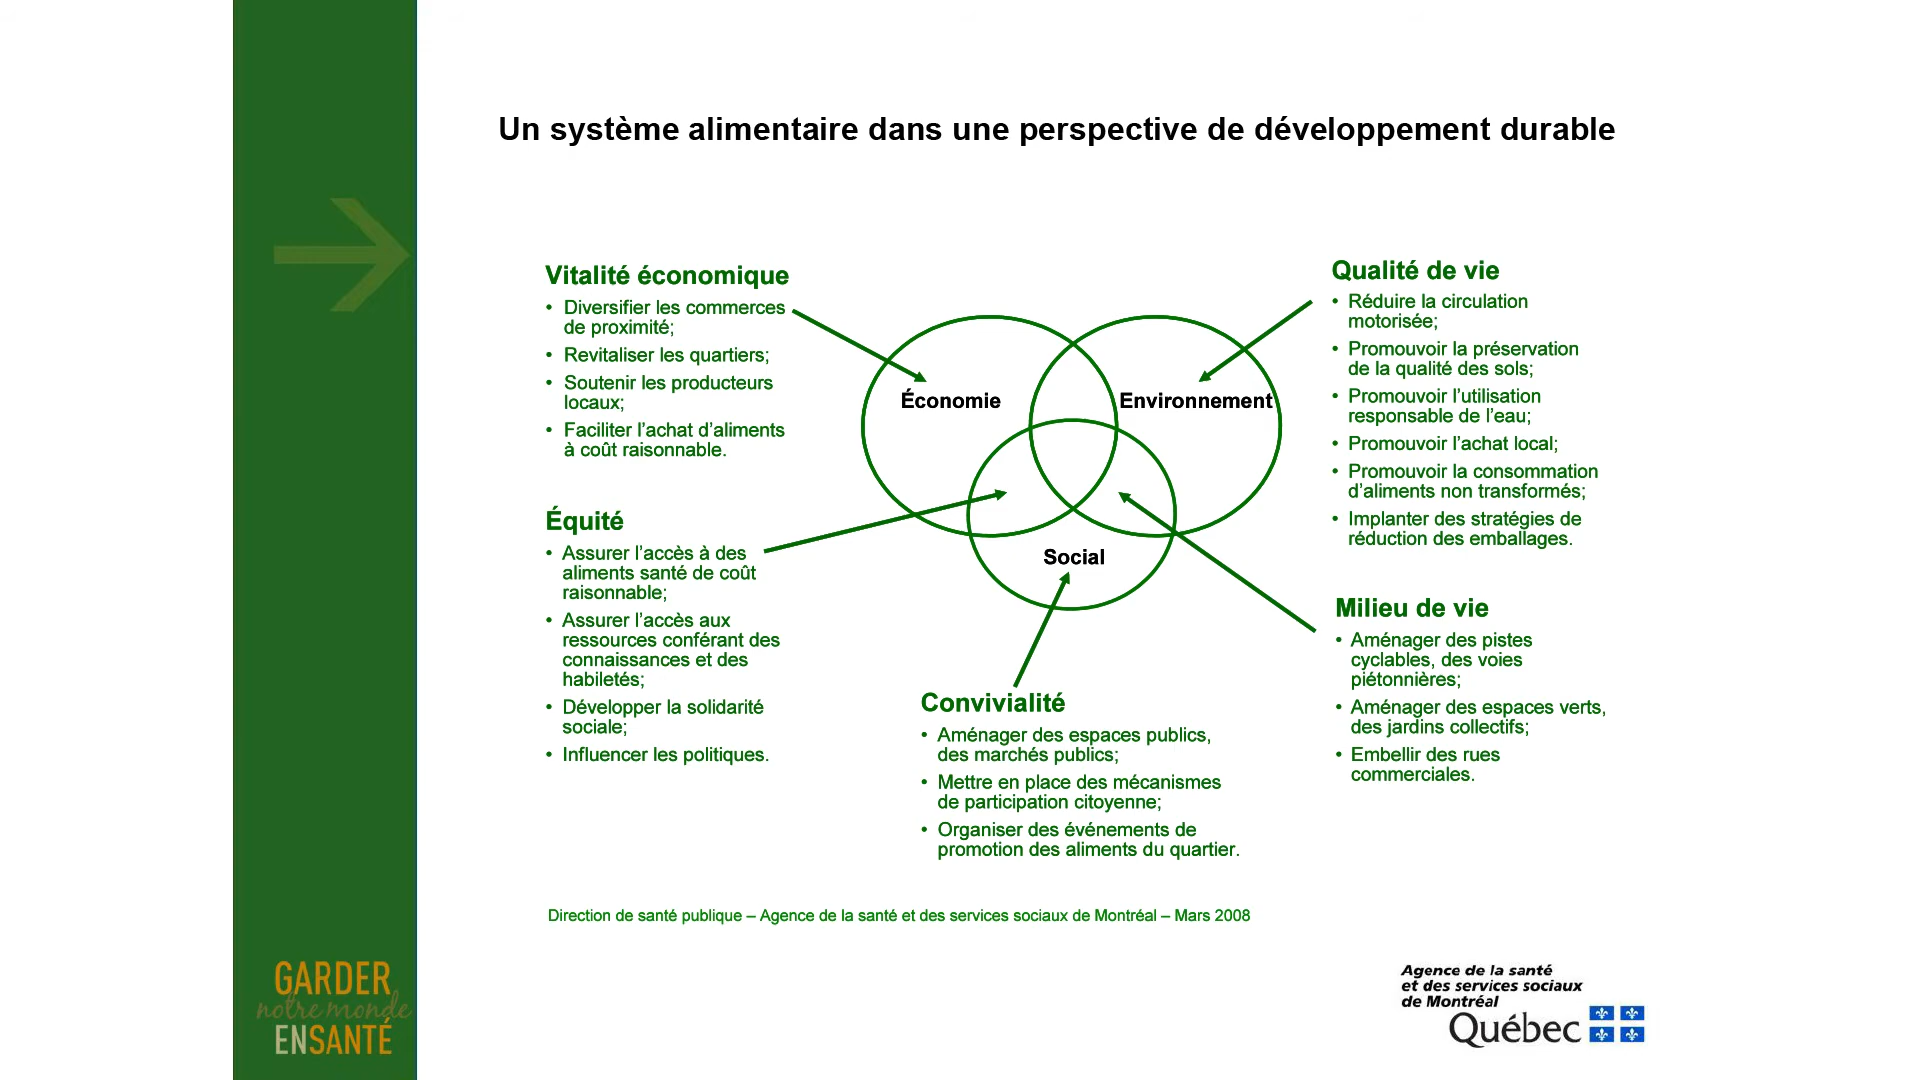 Un système alimentaire dans une perspective de développement durable
Vitalité économique
• Diversifier les commerces
de proximité;
• Revitaliser les quartiers;
• Soutenir les producteurs
locaux;
• Faciliter l’achat d’aliments
à coût raisonnable.
Équité
• Assurer l’accès à des
aliments santé de coût
raisonnable;
• Assurer l’accès aux
ressources conférant des
connaissances et des
habiletés;
• Développer la solidarité
sociale;
• Influencer les politiques.
Économie
Environnement
Social
Convivialité
• Aménager des espaces publics,
des marchés publics;
• Mettre en place des mécanismes
de participation citoyenne;
• Organiser des événements de
promotion des aliments du quartier.
Qualité de vie
• Réduire la circulation
motorisée;
• Promouvoir la préservation
de la qualité des sols;
• Promouvoir l’utilisation
responsable de l’eau;
• Promouvoir l’achat local;
• Promouvoir la consommation
d’aliments non transformés;
• Implanter des stratégies de
réduction des emballages.
Milieu de vie
• Aménager des pistes
cyclables, des voies
piétonnières;
• Aménager des espaces verts,
des jardins collectifs;
• Embellir des rues
commerciales.
Direction de santé publique – Agence de la santé et des services sociaux de Montréal – Mars 2008
GARDER
notre monde
ENSANTÉ
Agence de la santé
et des services sociaux
de Montréal
Québec